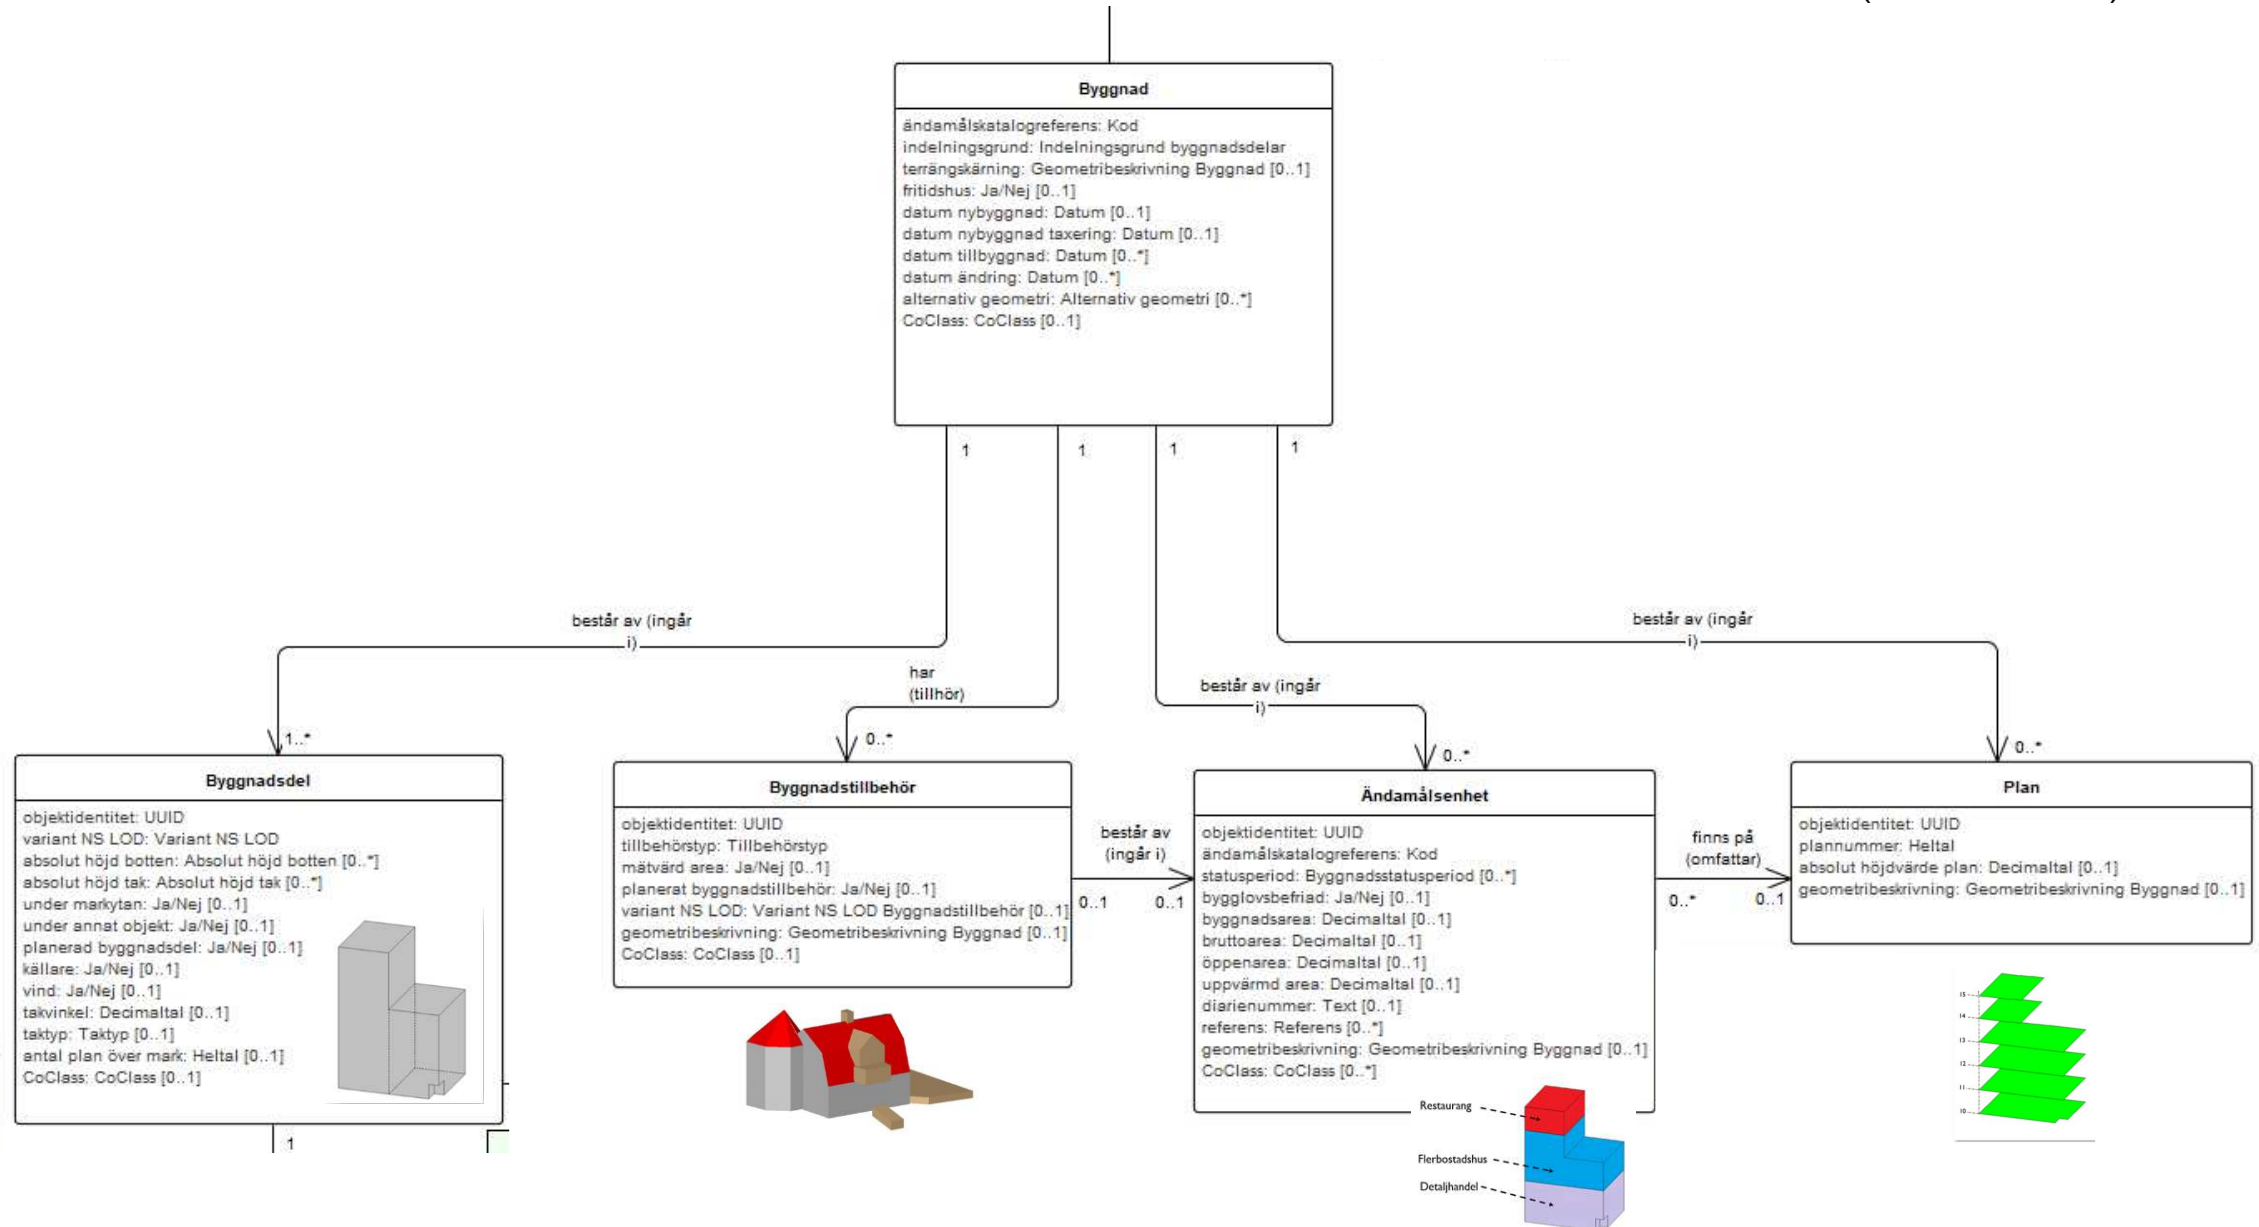 Byggnad
ändamålskatalogreferens: Kod
indelningsgrund: Indelningsgrund byggnadsdelar
terrängskärning: Geometribeskrivning Byggnad [0..1]
fritidshus: Ja/Nej [0..1]
datum nybyggnad: Datum [0..1]
datum nybyggnad taxering: Datum [0..1]
datum tillbyggnad: Datum [0..*]
datum ändring: Datum [0..*]
alternativ geometri: Alternativ geometri [0..*]
CoClass: CoClass [0..1]
1
1
1
1
består av (ingår
i)
har
(tillhör)
består av (ingår
i)
består av (ingår
i)
1..*
0..*
0..*
0..*
Byggnadsdel
objektidentitet: UUID
variant NS LOD: Variant NS LOD
absolut höjd botten: Absolut höjd botten [0..*]
absolut höjd tak: Absolut höjd tak [0..*]
under markytan: Ja/Nej [0..1]
under annat objekt: Ja/Nej [0..1]
planerad byggnadsdel: Ja/Nej [0..1]
källare: Ja/Nej [0..1]
vind: Ja/Nej [0..1]
takvinkel: Decimaltal [0..1]
taktyp: Taktyp [0..1]
antal plan över mark: Heltal [0..1]
CoClass: CoClass [0..1]
1
Byggnadstillbehör
objektidentitet: UUID
tillbehörstyp: Tillbehörstyp
mätvärd area: Ja/Nej [0..1]
planerat byggnadstillbehör: Ja/Nej [0..1]
variant NS LOD: Variant NS LOD Byggnadstillbehör [0..1]
geometribeskrivning: Geometribeskrivning Byggnad [0..1]
CoClass: CoClass [0..1]
består av
(ingår i)
0..1
0..1
Ändamålsenhet
objektidentitet: UUID
ändamålskatalogreferens: Kod
statusperiod: Byggnadsstatusperiod [0..*]
bygglovsbefriad: Ja/Nej [0..1]
byggnadsarea: Decimaltal [0..1]
bruttoarea: Decimaltal [0..1]
öppenarea: Decimaltal [0..1]
uppvärmd area: Decimaltal [0..1]
diarienummer: Text [0..1]
referens: Referens [0..*]
geometribeskrivning: Geometribeskrivning Byggnad [0..1]
CoClass: CoClass [0..*]
Restaurang
Flerbostadshus
Detaljhandel
finns på
(omfattar)
0..*
0..1
Plan
objektidentitet: UUID
plannummer: Heltal
absolut höjdvärde plan: Decimaltal [0..1]
geometribeskrivning: Geometribeskrivning Byggnad [0..1]
15
14
13
12
11
10